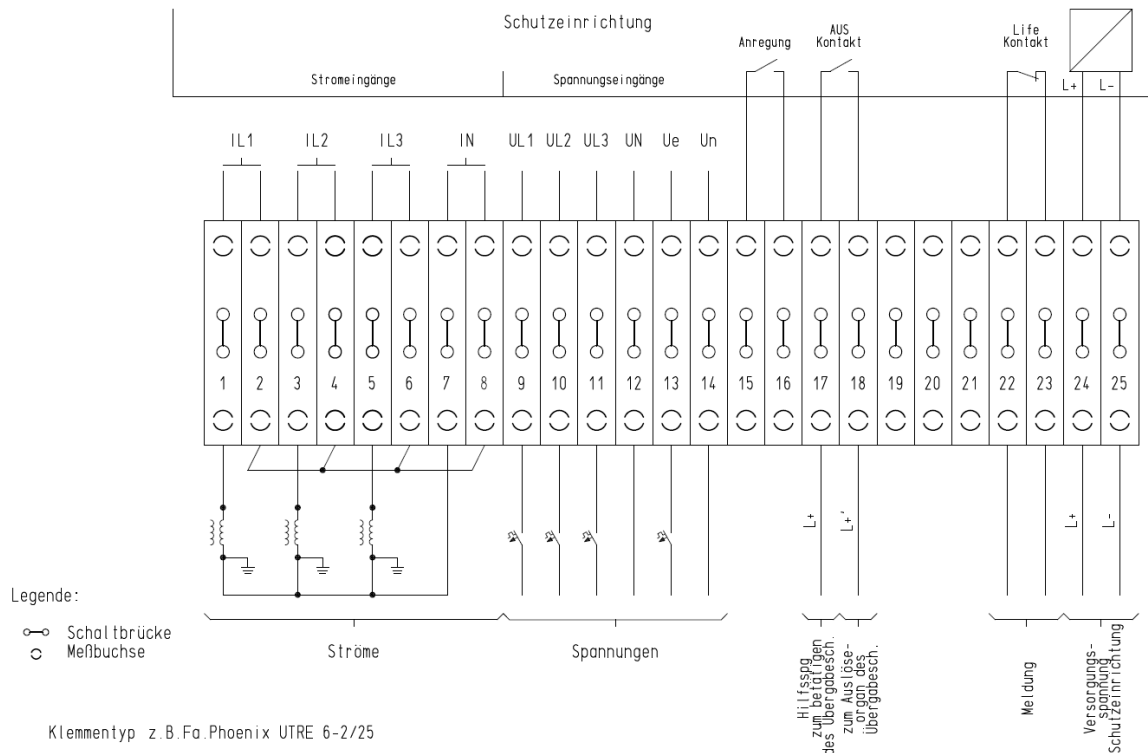 Schutzeinrichtung
Anregung
AUS
Kontakt
Life
Kontakt
Stromeingänge
Spannungseingänge
L+
L-
IL1
IL2
IL3
IN
UL1
UL2
UL3
UN
Ue
Un
1
2
3
4
5
6
7
8
9
10
11
12
13
14
15
16
17
18
19
20
21
22
23
24
25
L+
L+'
L+
L-
Legende:
Schaltbrücke
Meßbuchse
Ströme
Spannungen
Hilfsspg
zum betätigen
des Übergabesch.
zum Auslöse-
organ des
Übergabesch.
Meldung
Versorgungs-
spannung
Schutzeinrichtung
Klemmentyp z.B.Fa.Phoenix UTRE 6-2/25